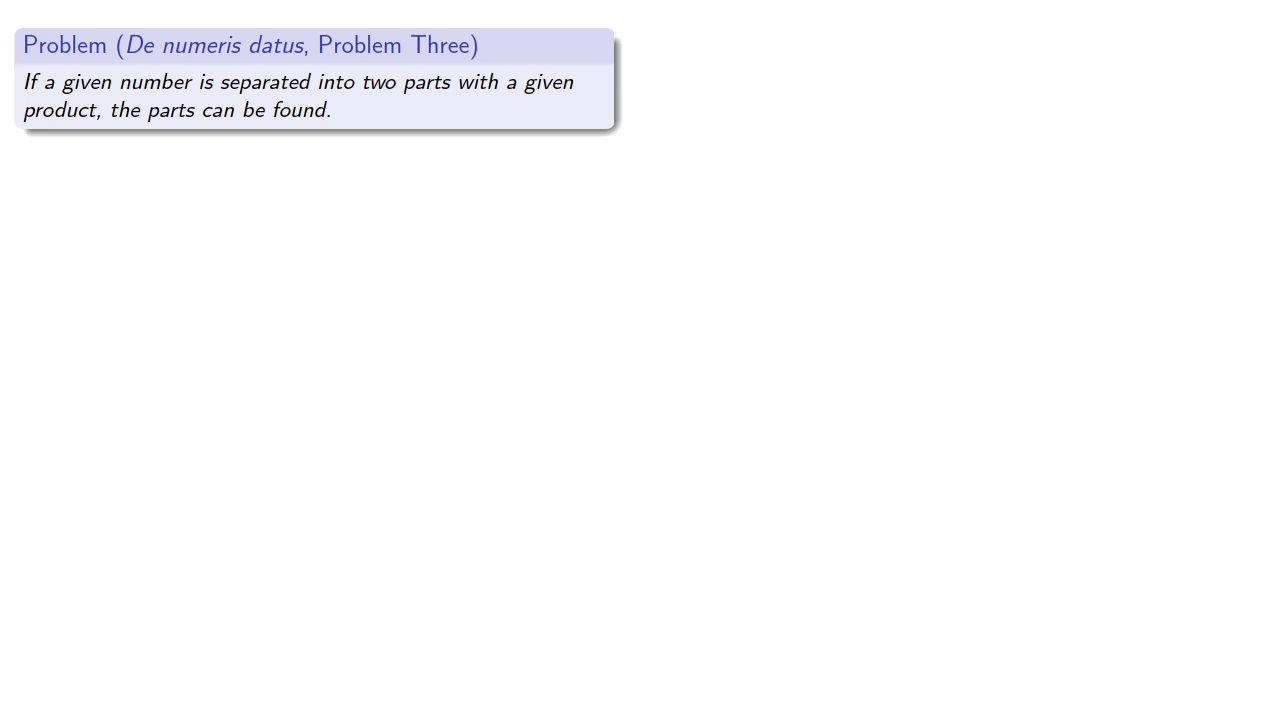 Problem (De numeris datus, Problem Three)
If a given number is separated into two parts with a given
product, the parts can be found.